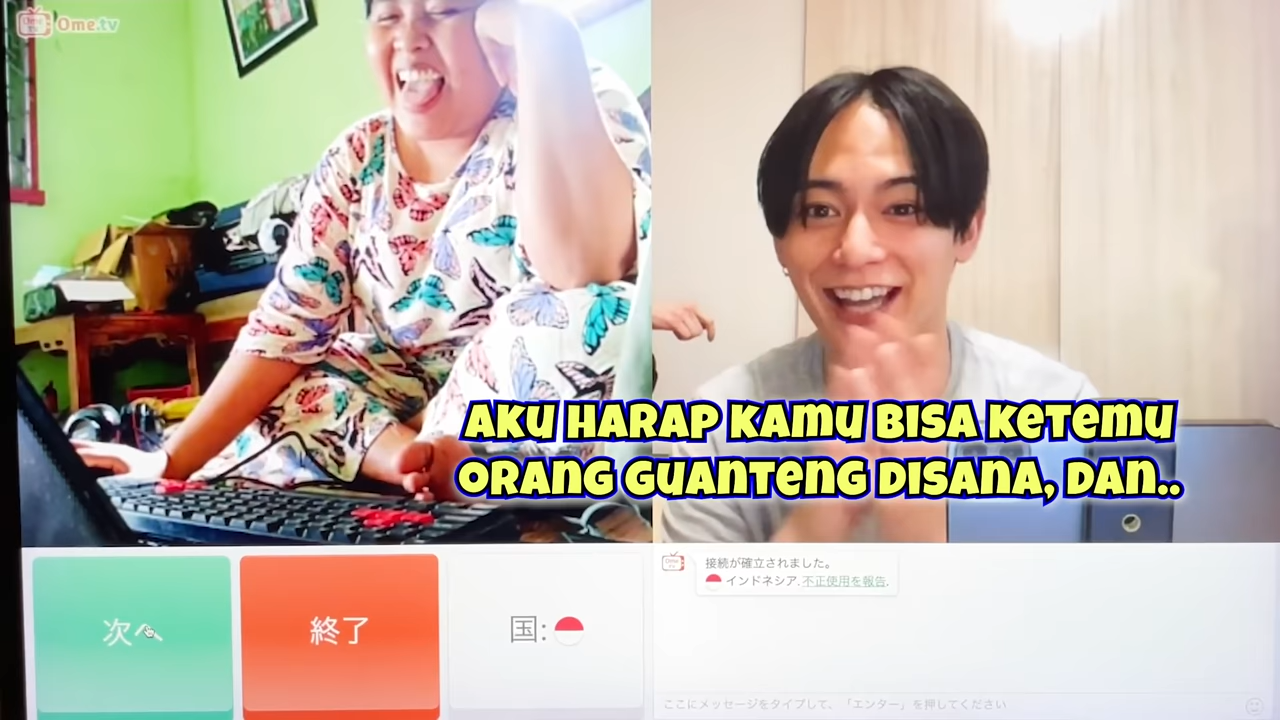 Ome.tv
AKU HARAP KAMU BISA KETEMU
ORANG GUANTENG DISANA, DAN..
接続が確立されました。
インドネシア. 不正使用を報告.
次へ
終了
国:
ここにメッセージをタイプして、「エンター」を押してください